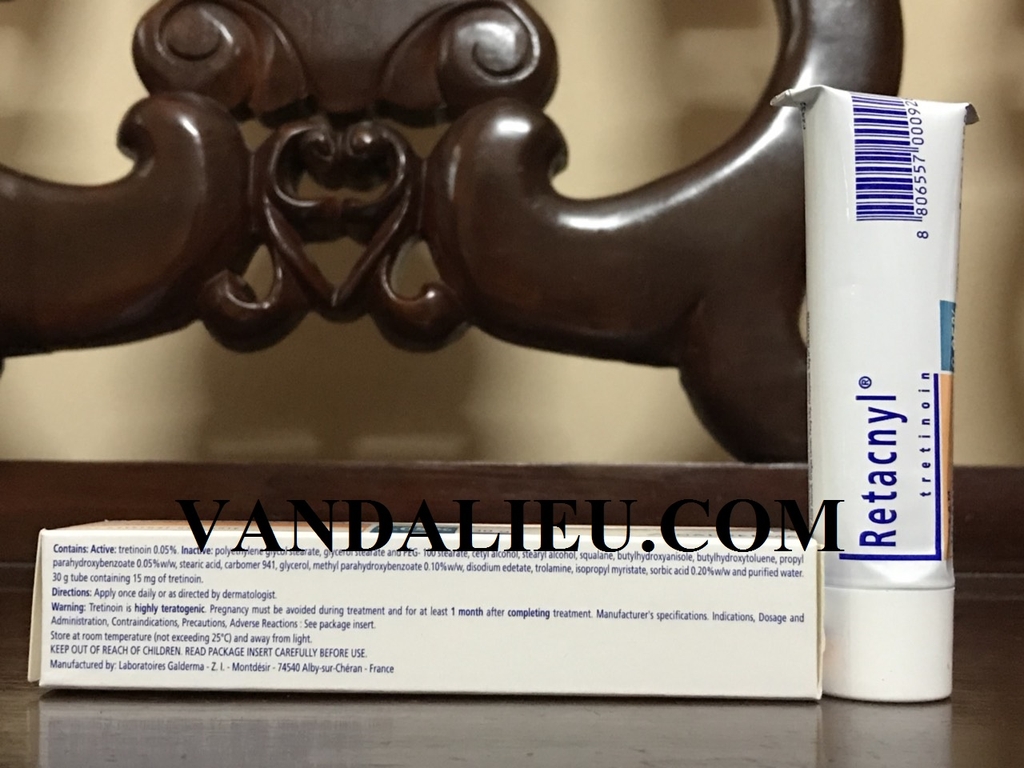 8 806557 00092
Retacnyl®
tretinoin
VANDALIEU.COM
Contains: Active: tretinoin 0.05%. Inactive: polyethylene glycol stearate, glycerol stearate and PEG- 100 stearate, cetyl alcohol, stearyl alcohol, squalane, butylhydroxyanisole, butylhydroxytoluene, propyl
parahydroxybenzoate 0.05%w/w, stearic acid, carbomer 941, glycerol, methyl parahydroxybenzoate 0.10%w/w, disodium edetate, trolamine, isopropyl myristate, sorbic acid 0.20%w/w and purified water.
30 g tube containing 15 mg of tretinoin.
Directions: Apply once daily or as directed by dermatologist.
Warning: Tretinoin is highly teratogenic. Pregnancy must be avoided during treatment and for at least 1 month after completing treatment. Manufacturer's specifications. Indications, Dosage and
Administration, Contraindications, Precautions, Adverse Reactions : See package insert.
Store at room temperature (not exceeding 25°C) and away from light.
KEEP OUT OF REACH OF CHILDREN. READ PACKAGE INSERT CAREFULLY BEFORE USE.
Manufactured by: Laboratoires Galderma - Z. I. - Montdésir - 74540 Alby-sur-Chéran - France